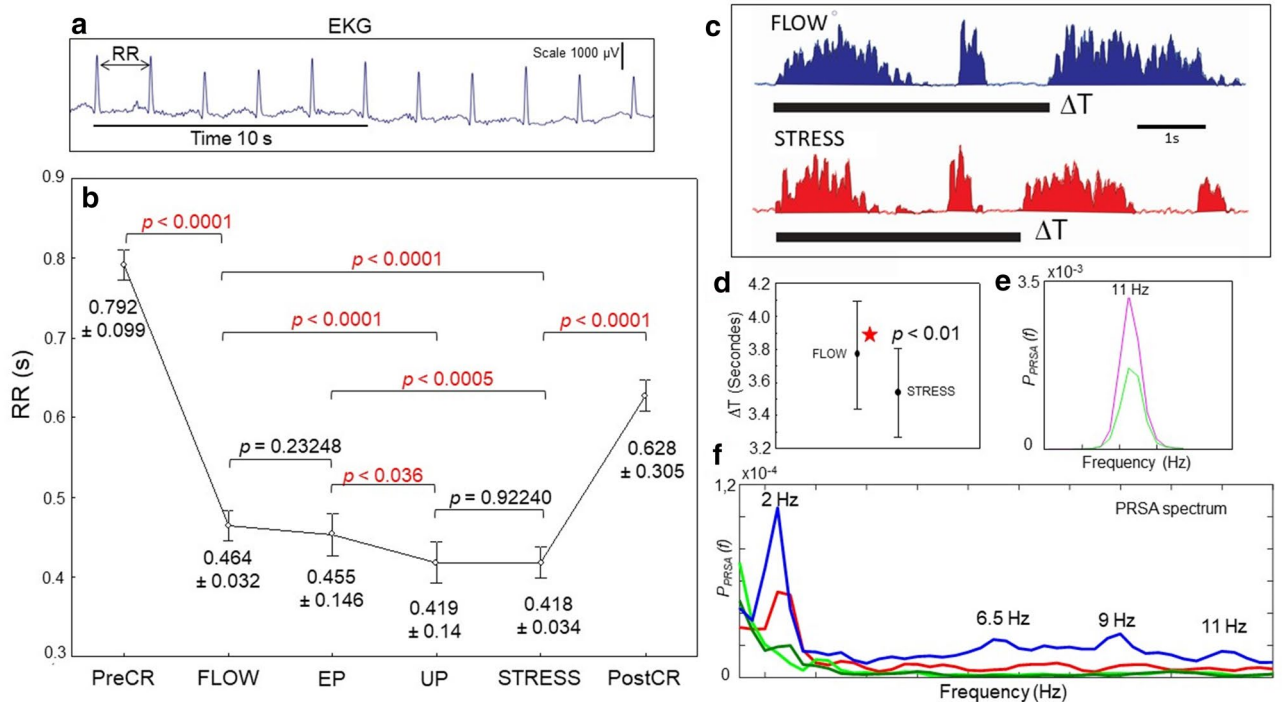 a
EKG
RR
Scale 1000 µV
Time 10 s
b
0.9
0.8
0.7
0.6
0.5
0.4
0.3
RR (s)
p < 0.0001
p < 0.0001
p < 0.0001
p < 0.0001
p < 0.0005
p = 0.23248
p < 0.036
p = 0.92240
0.792
± 0.099
0.464
± 0.032
0.455
± 0.146
0.419
± 0.14
0.418
± 0.034
0.628
± 0.305
PreCR FLOW EP UP STRESS PostCR
c
FLOW
ΔT
1s
STRESS
ΔT
d
4.2
4.0
3.8
3.6
3.4
3.2
ΔT (Secondes)
FLOW
p < 0.01
STRESS
e
x10-3
3.5
11 Hz
0
PPRSA (f)
Frequency (Hz)
f
x10-4
1,2
2 Hz
PRSA spectrum
PPRSA (f)
6.5 Hz
9 Hz
11 Hz
0
Frequency (Hz)